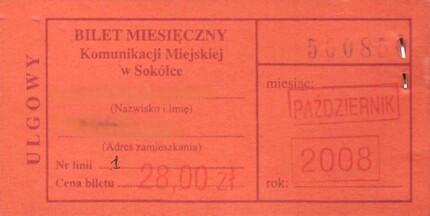 ULGOWY
BILET MIESIĘCZNY
Komunikacji Miejskiej
w Sokółce
(Nazwisko i imię)
(Adres zamieszkania)
Nr linii 1
Cena biletu 28,00 zł
miesiąc:
PAŹDZIERNIK
2008
rok: